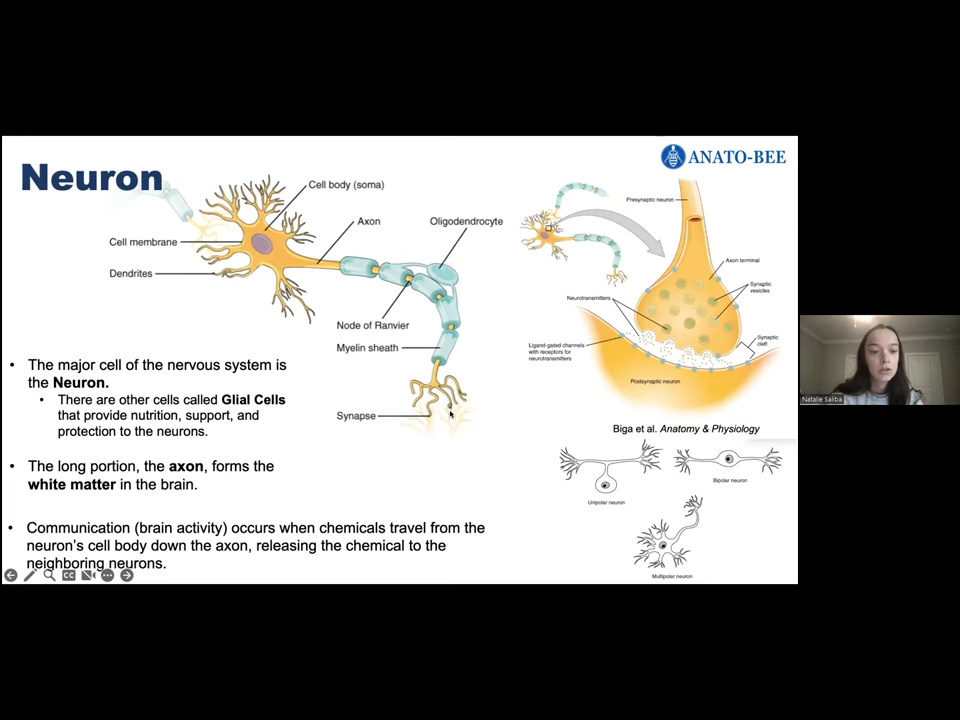 Neuron
ANATO-BEE
Cell body (soma)
Axon
Oligodendrocyte
Cell membrane
Dendrites
Node of Ranvier
Myelin sheath
Synapse
Presynaptic neuron
Axon terminal
Synaptic
vesicles
Neurotransmitters
Synaptic
cleft
Ligand-gated channels
with receptors for
neurotransmitters
Postsynaptic neuron
• The major cell of the nervous system is
the Neuron.
• There are other cells called Glial Cells
that provide nutrition, support, and
protection to the neurons.
• The long portion, the axon, forms the
white matter in the brain.
• Communication (brain activity) occurs when chemicals travel from the
neuron's cell body down the axon, releasing the chemical to the
neighboring neurons.
Biga et al. Anatomy & Physiology
Unipolar neuron
Bipolar neuron
Multipolar neuron
CC
Natalie Saliba